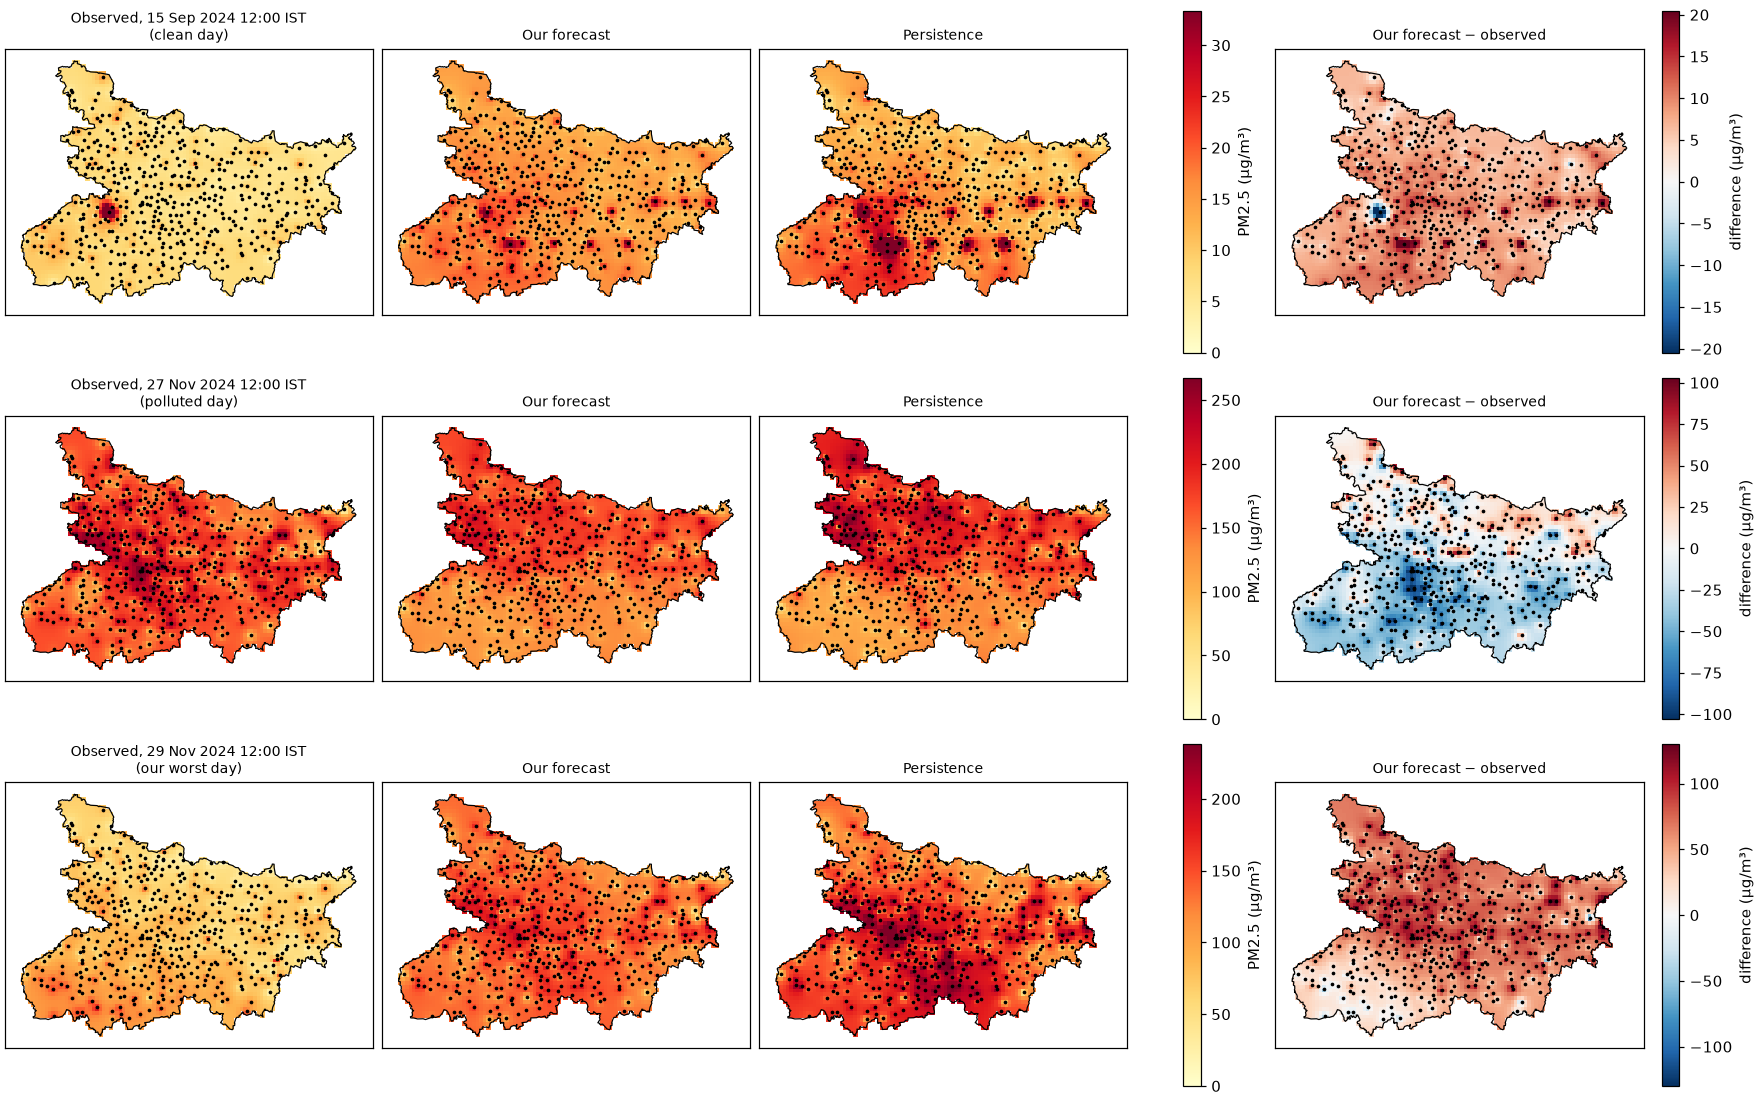 Observed, 15 Sep 2024 12:00 IST
(clean day)
Our forecast
Persistence
30
25
20
15
10
5
0
PM2.5 (µg/m³)
Our forecast − observed
20
15
10
5
0
−5
−10
−15
−20
difference (µg/m³)
Observed, 27 Nov 2024 12:00 IST
(polluted day)
Our forecast
Persistence
250
200
150
100
50
0
PM2.5 (µg/m³)
Our forecast − observed
100
75
50
25
0
−25
−50
−75
−100
difference (µg/m³)
Observed, 29 Nov 2024 12:00 IST
(our worst day)
Our forecast
Persistence
200
150
100
50
0
PM2.5 (µg/m³)
Our forecast − observed
100
50
0
−50
−100
difference (µg/m³)